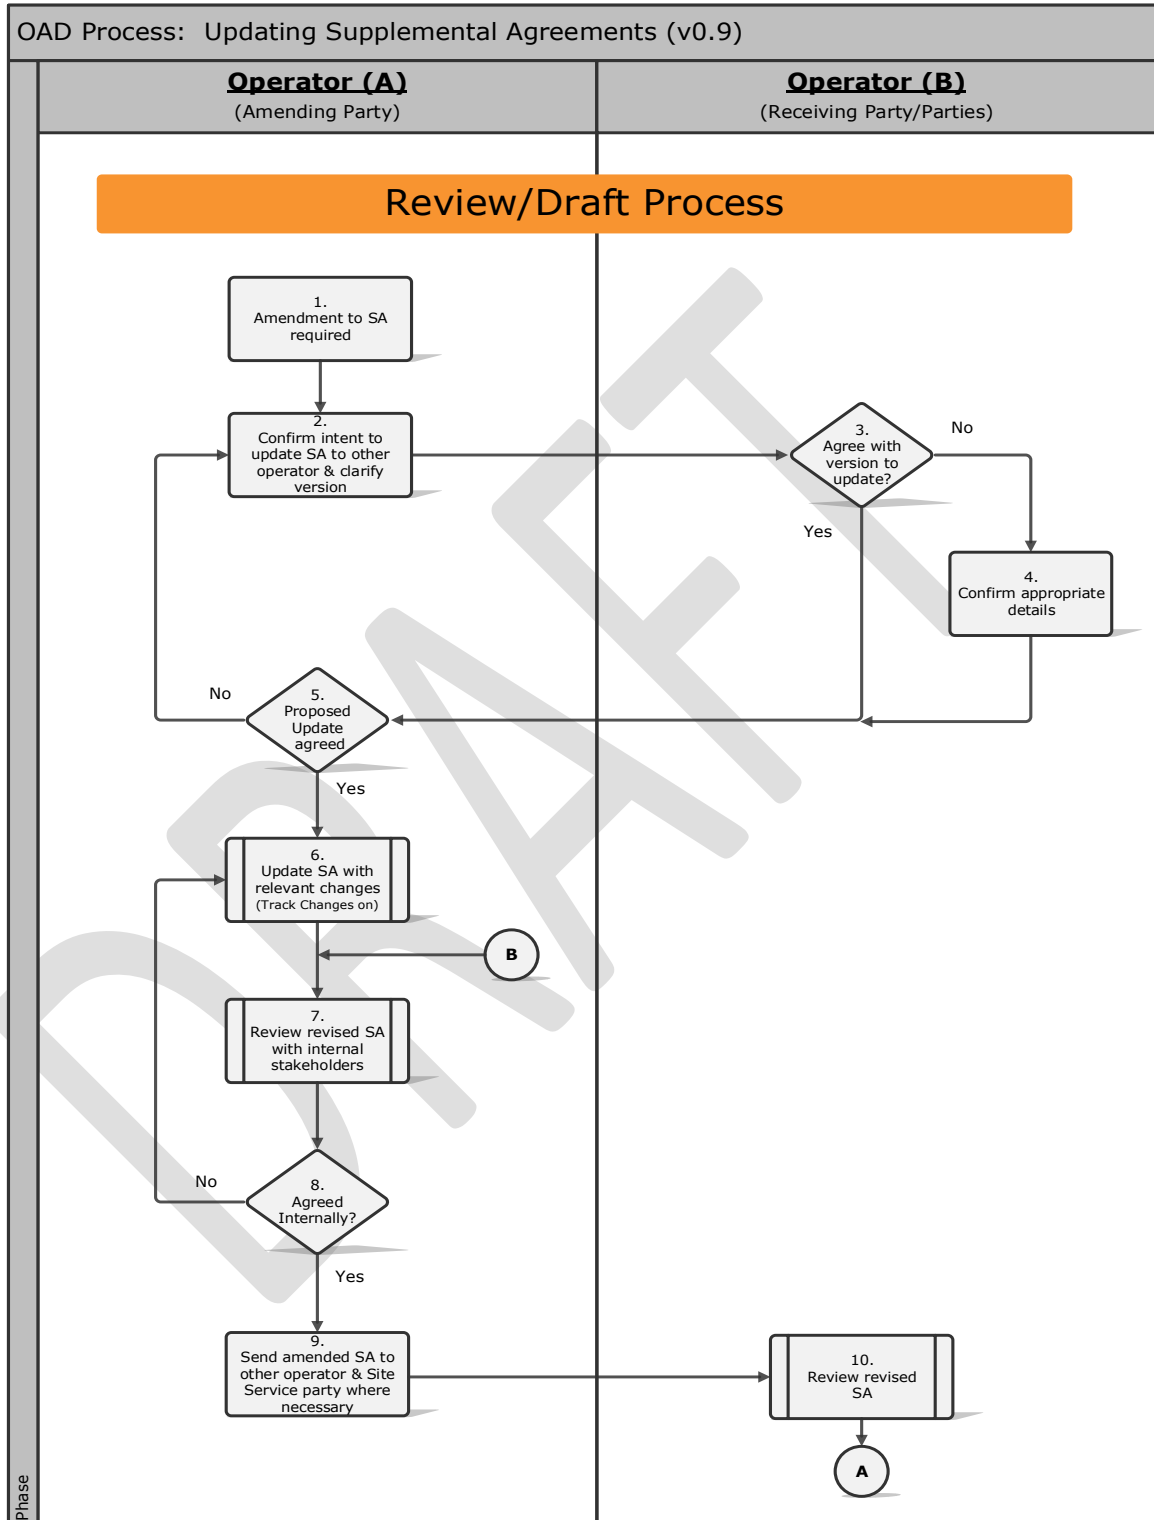 OAD Process:  Updating Supplemental Agreements (v0.9)
Operator (A)
(Amending Party)
Operator (B)
(Receiving Party/Parties)
Review/Draft Process
1.
Amendment to SA
required
2.
Confirm intent to
update SA to other
operator & clarify
version
3.
Agree with
version to
update?
No
Yes
4.
Confirm appropriate
details
5.
Proposed
Update
agreed
No
Yes
6.
Update SA with
relevant changes
(Track Changes on)
B
7.
Review revised SA
with internal
stakeholders
8.
Agreed
Internally?
No
Yes
9.
Send amended SA to
other operator & Site
Service party where
necessary
10.
Review revised
SA
A
Phase
DRAFT